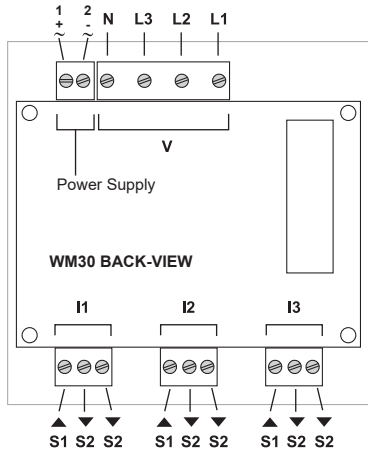 1 2 N L3 L2 L1
+ -
~ ~
V
Power Supply
WM30 BACK-VIEW
I1 I2 I3
S1 S2 S2 S1 S2 S2 S1 S2 S2